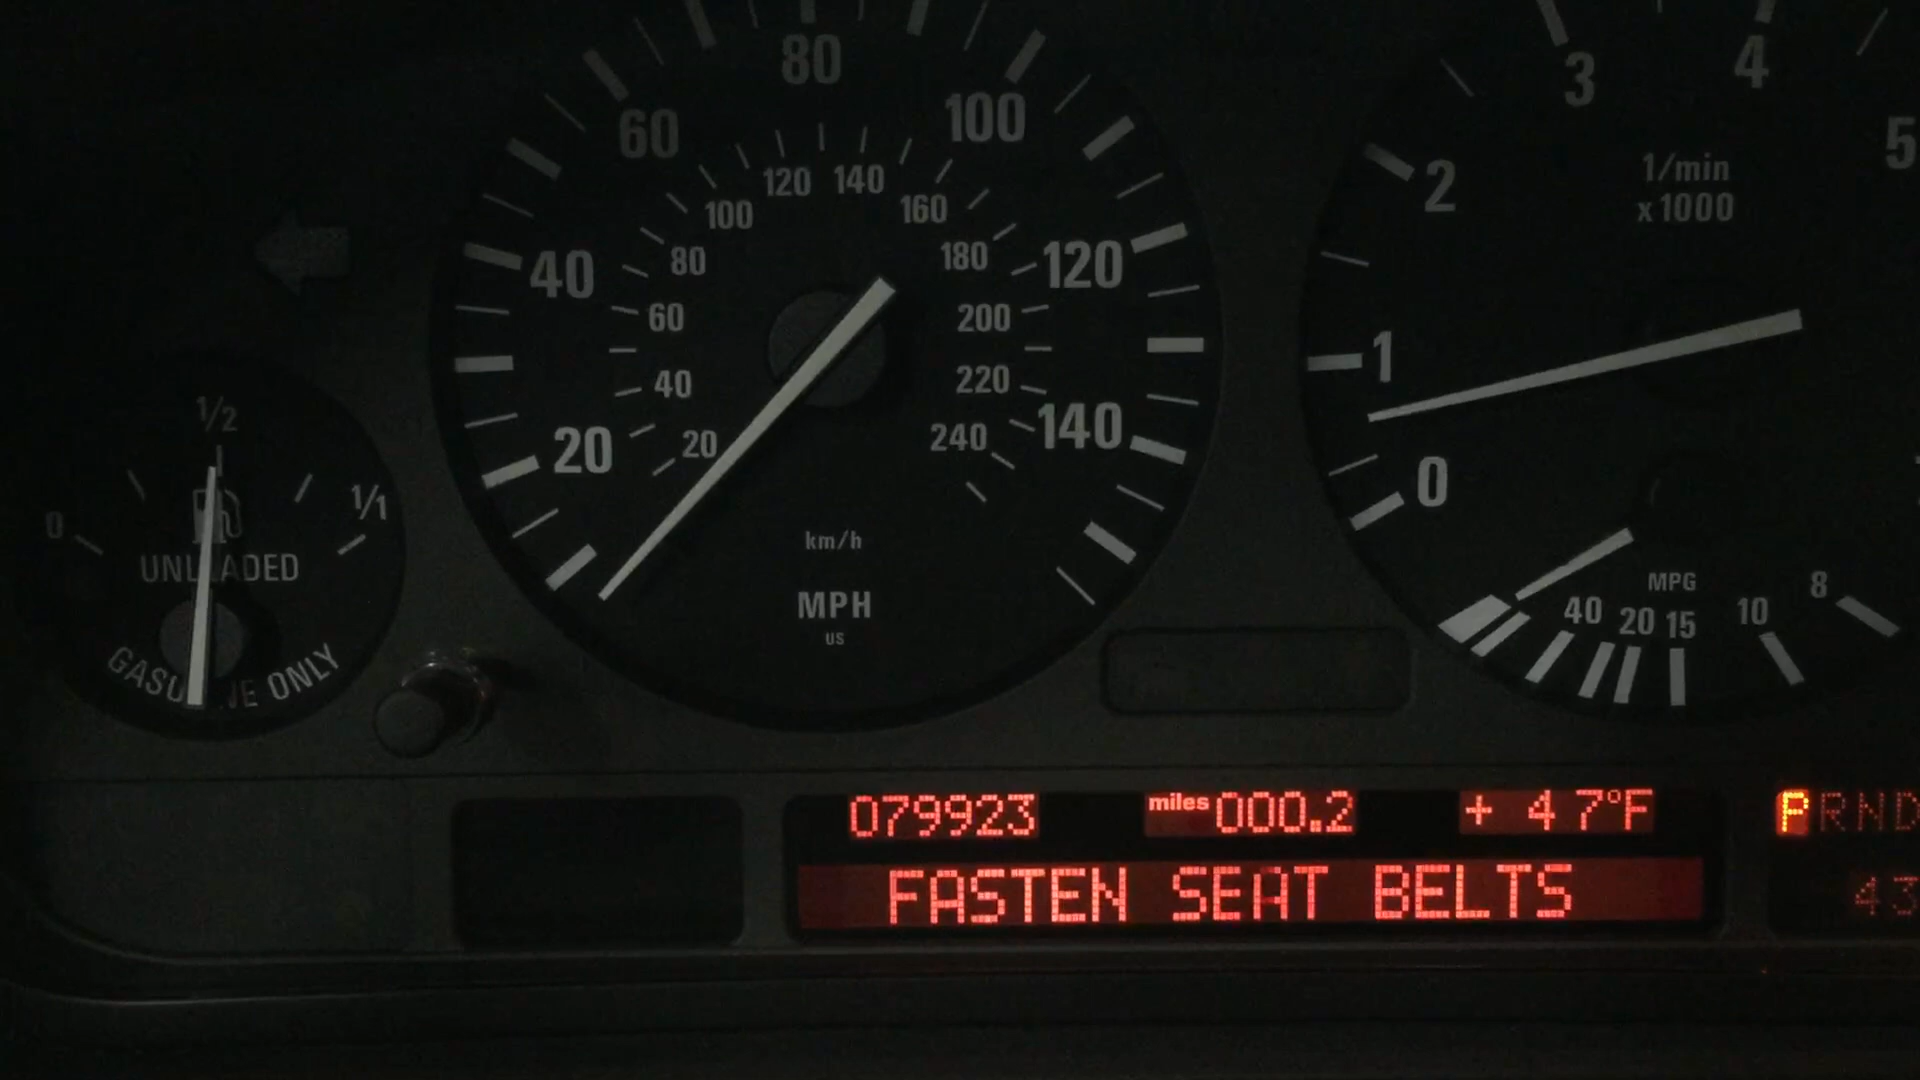 80
60
100
40
120
20
140
120 140
100
160
80
180
60
200
40
220
20
240
km/h
MPH
US
1/2
0
1/1
UNLEADED
GASOLINE ONLY
3
4
5
2
1/min
x1000
1
0
MPG
40 20 15 10 8
079923 miles 000.2 + 47°F PRND
FASTEN SEAT BELTS
43